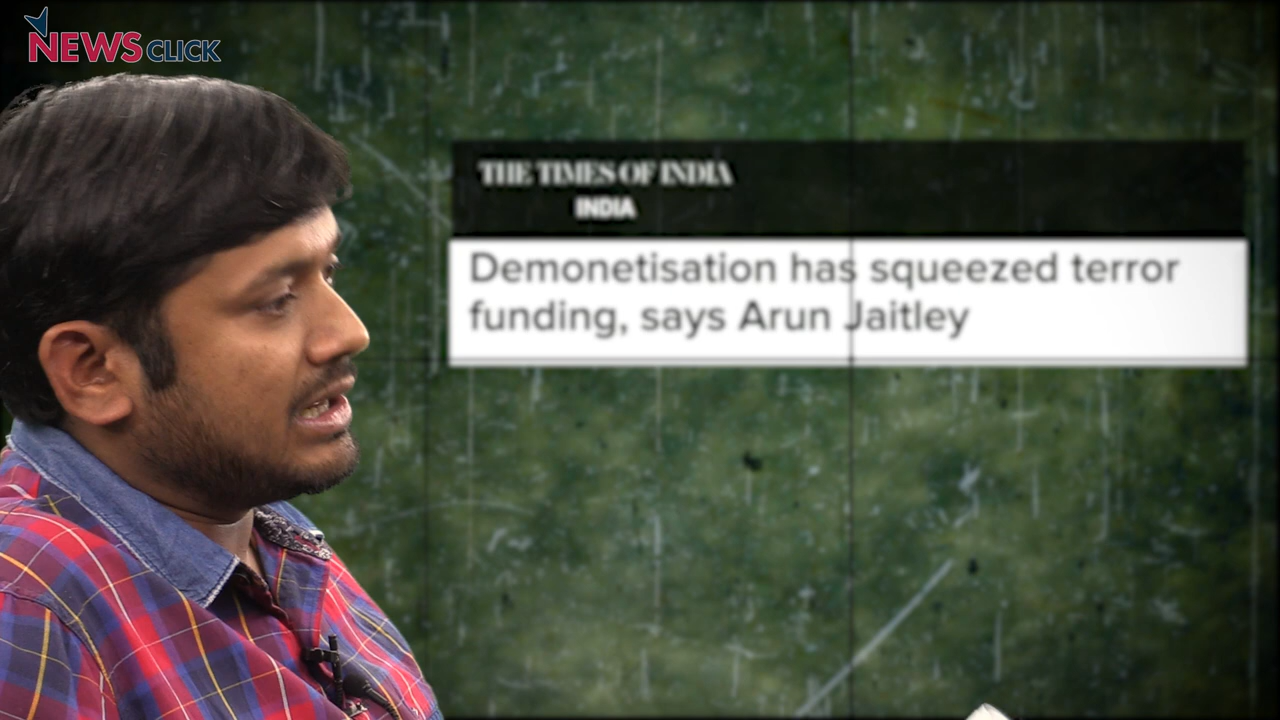 NEWSCLICK
THE TIMES OF INDIA
INDIA
Demonetisation has squeezed terror
funding, says Arun Jaitley